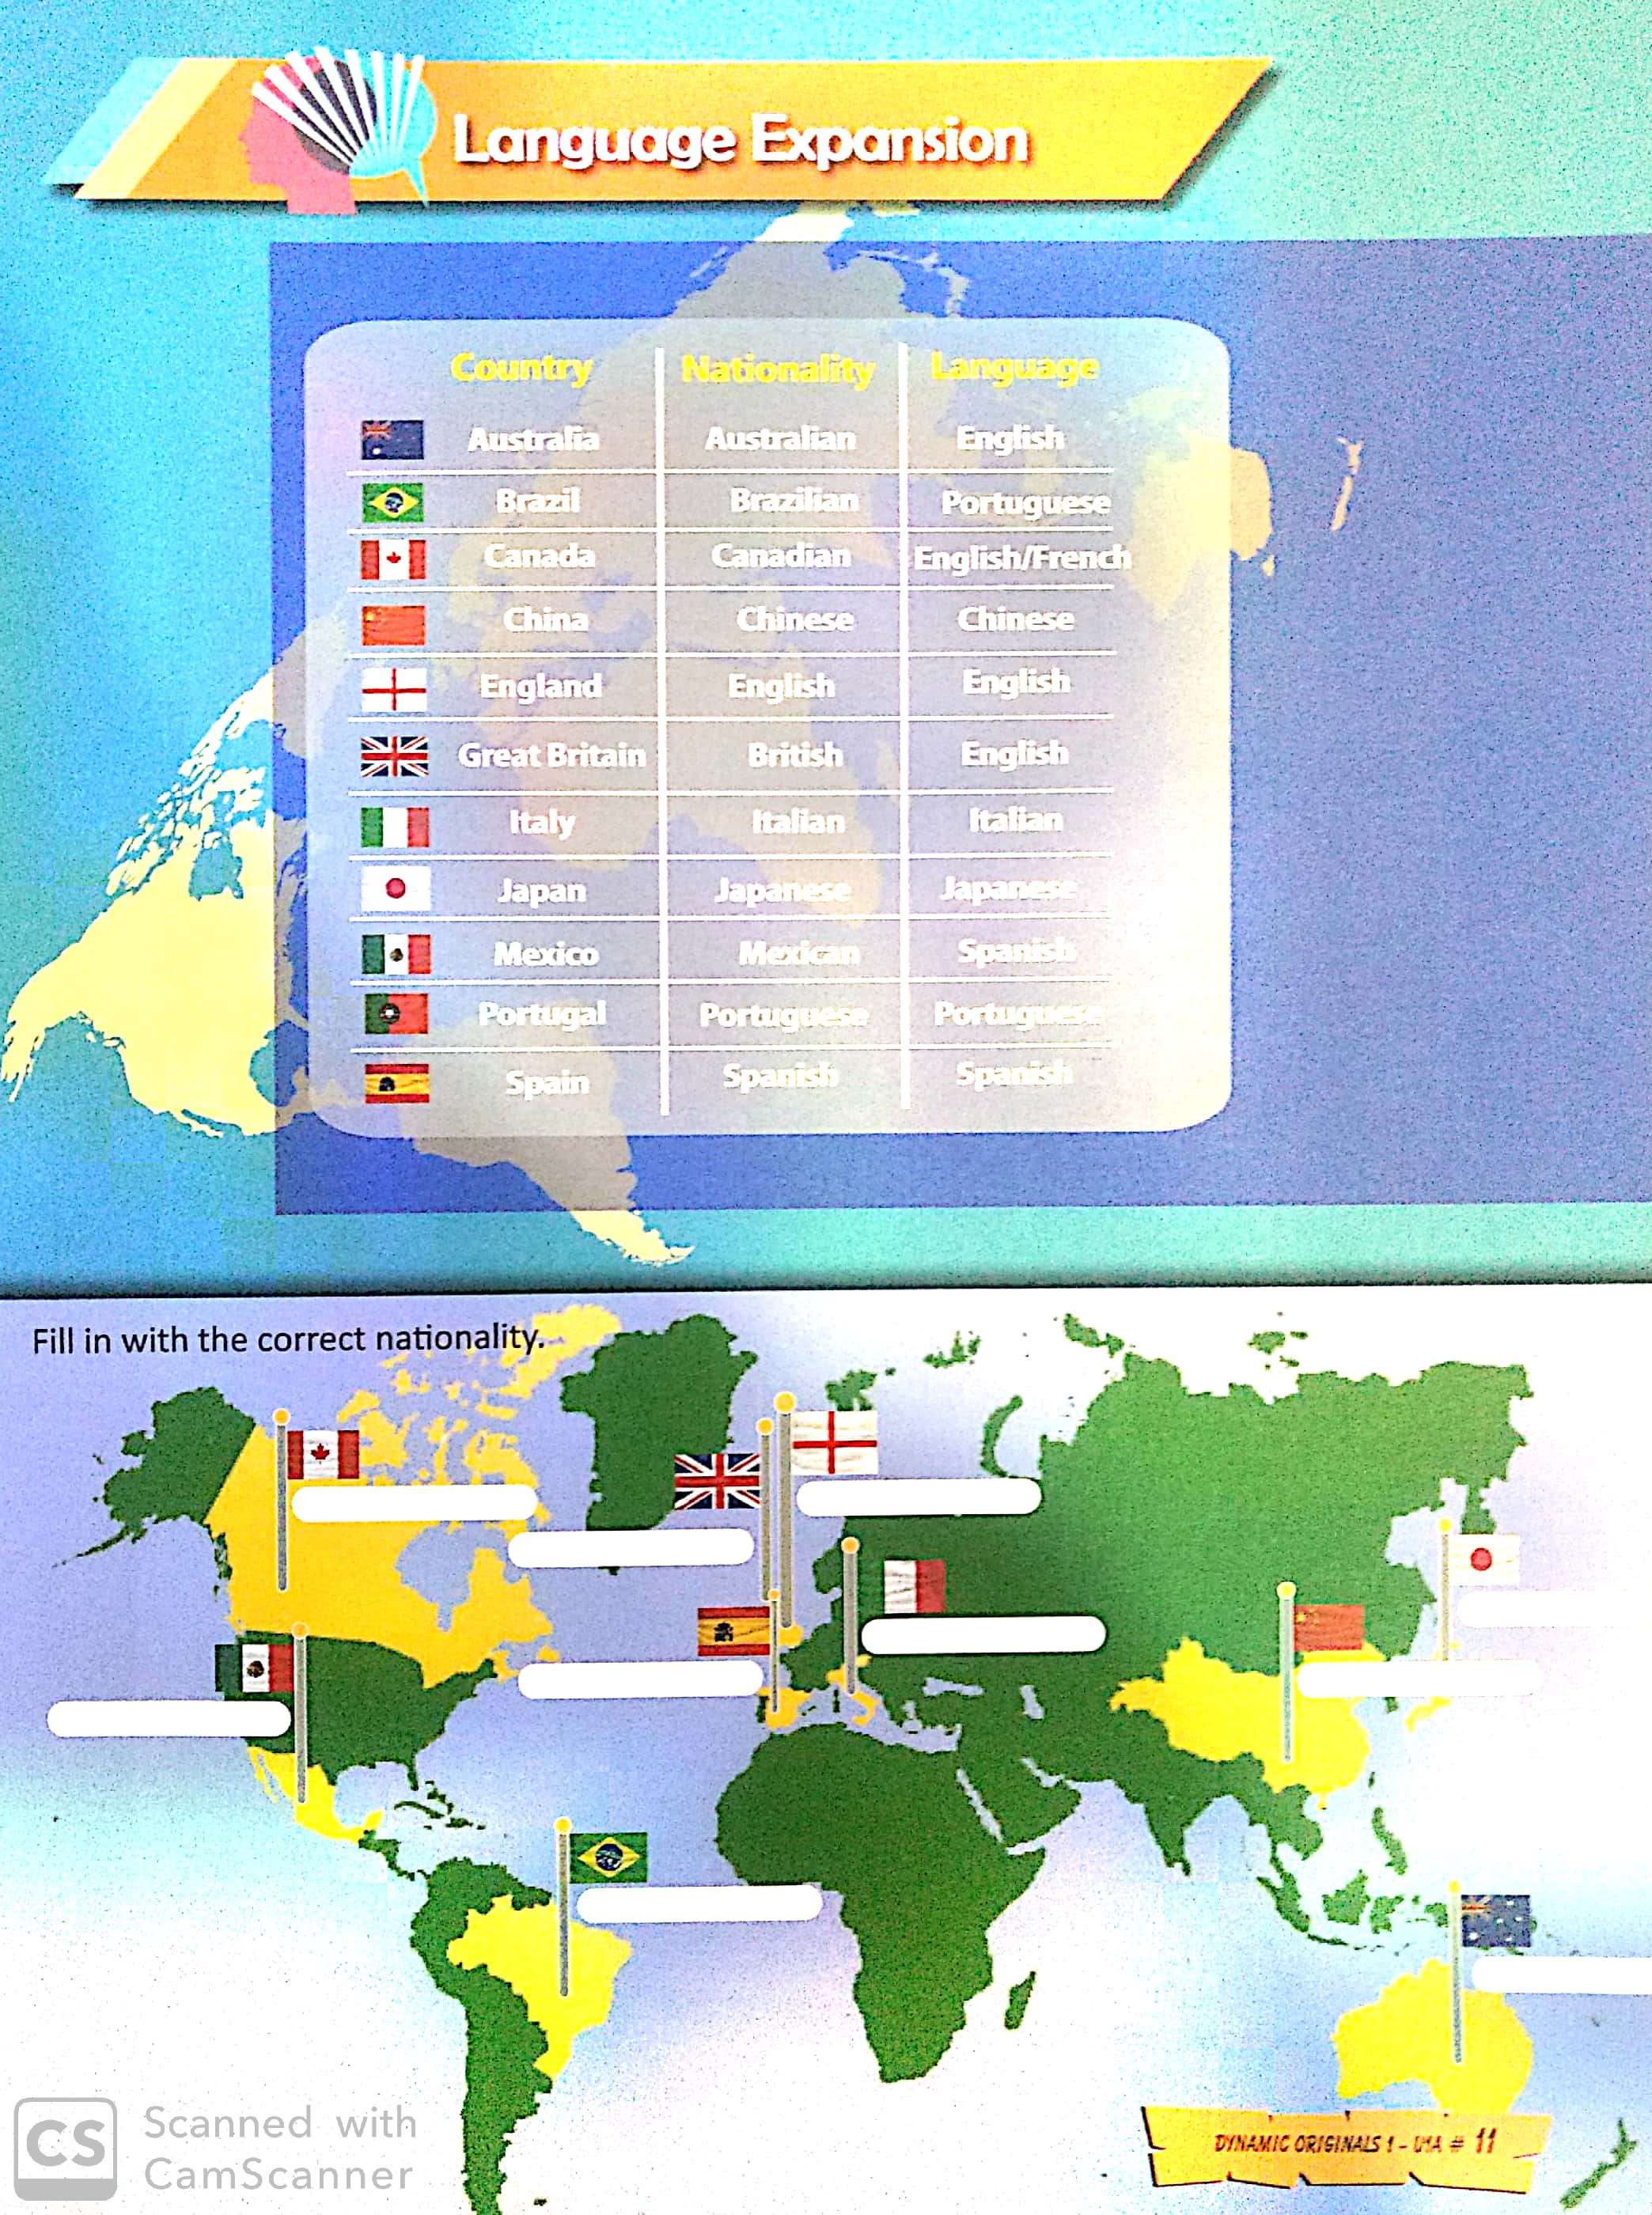 Language Expansion
Country Nationality Language
Australia Australian English
Brazil Brazilian Portuguese
Canada Canadian English/French
China Chinese Chinese
England English English
Great Britain British English
Italy Italian Italian
Japan Japanese Japanese
Mexico Mexican Spanish
Portugal Portuguese Portuguese
Spain Spanish Spanish
Fill in with the correct nationality.
DYNAMIC ORIGINALS 1 - U1A # 11
CS Scanned with
CamScanner